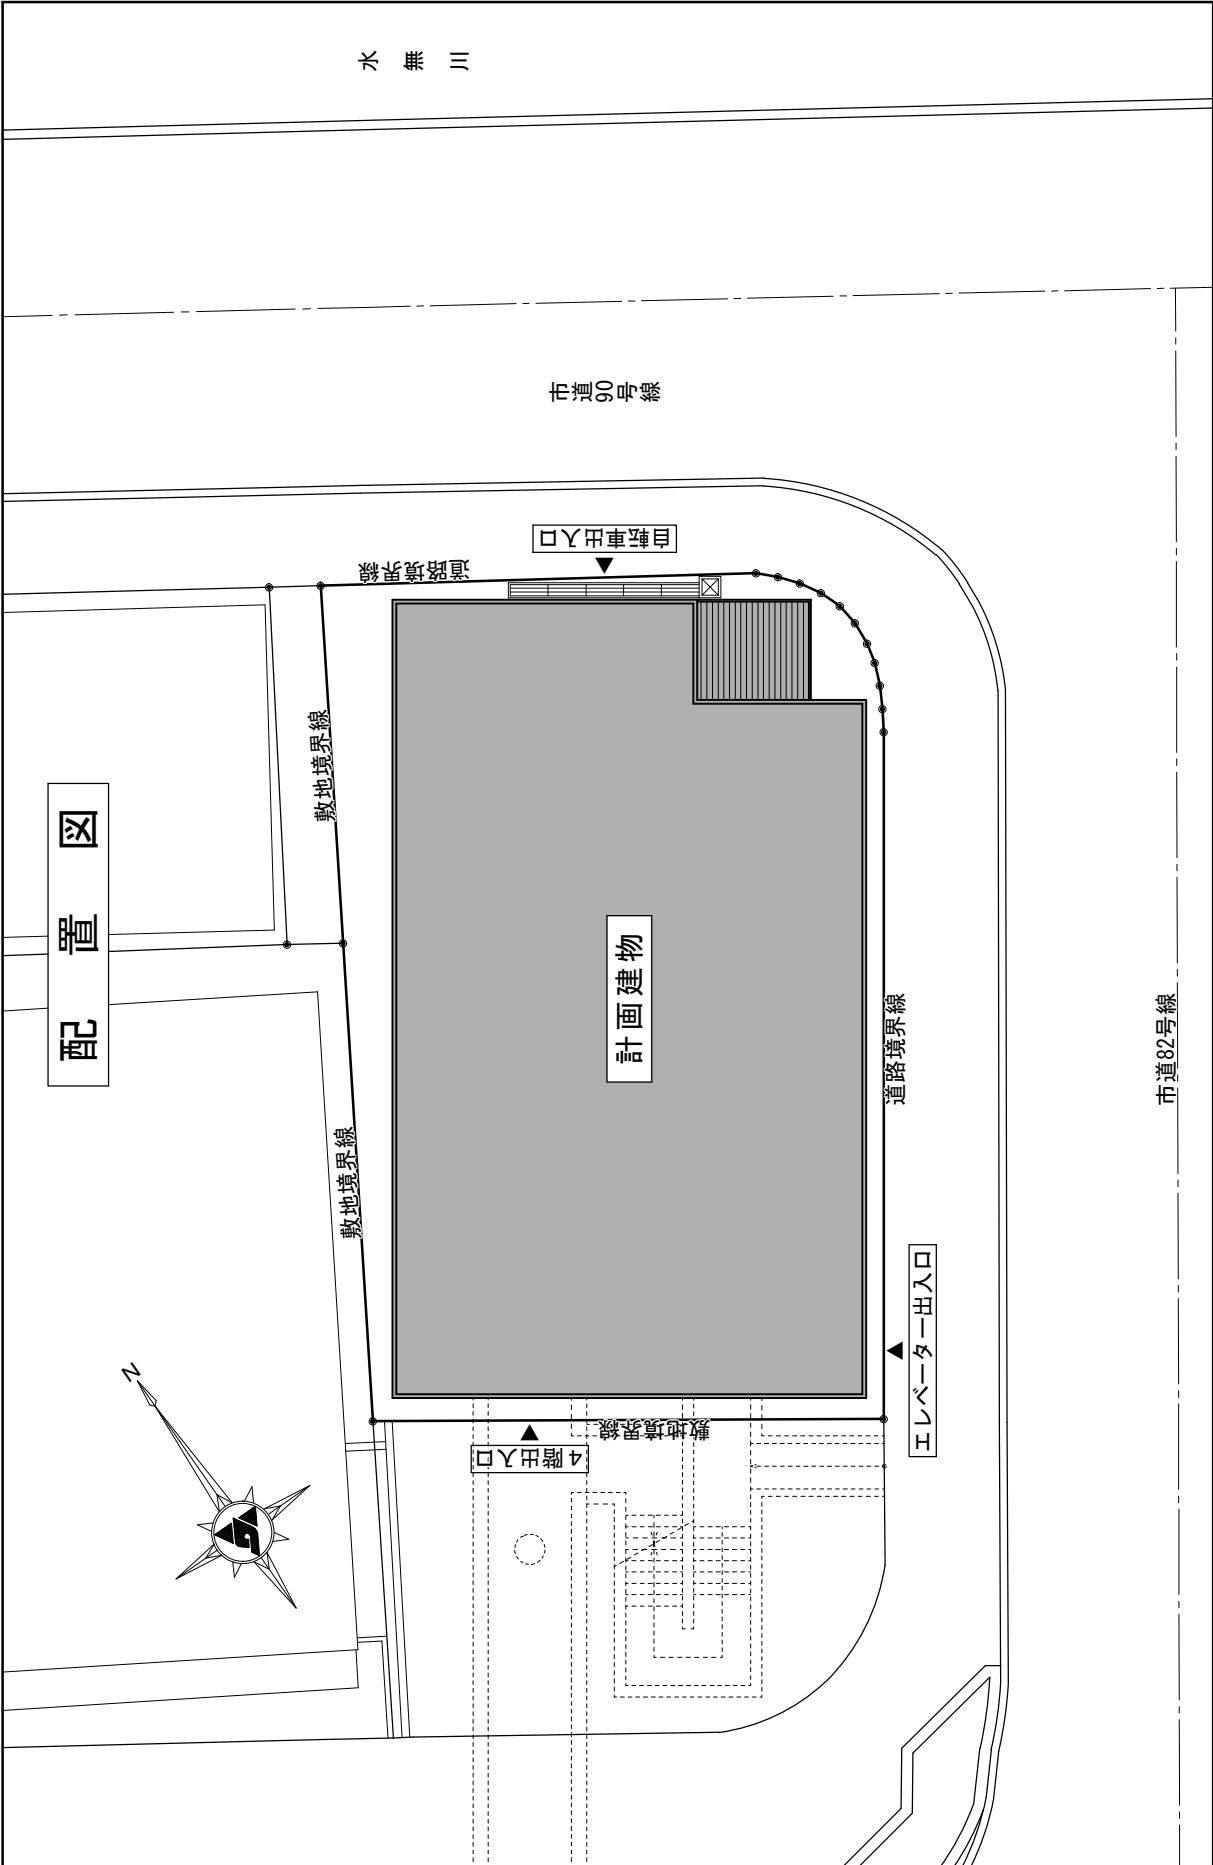 配置図
水無川
市道90号線
自転車出入口
道路境界線
敷地境界線
敷地境界線
計画建物
道路境界線
市道82号線
エレベーター出入口
敷地境界線
4階出入口
N